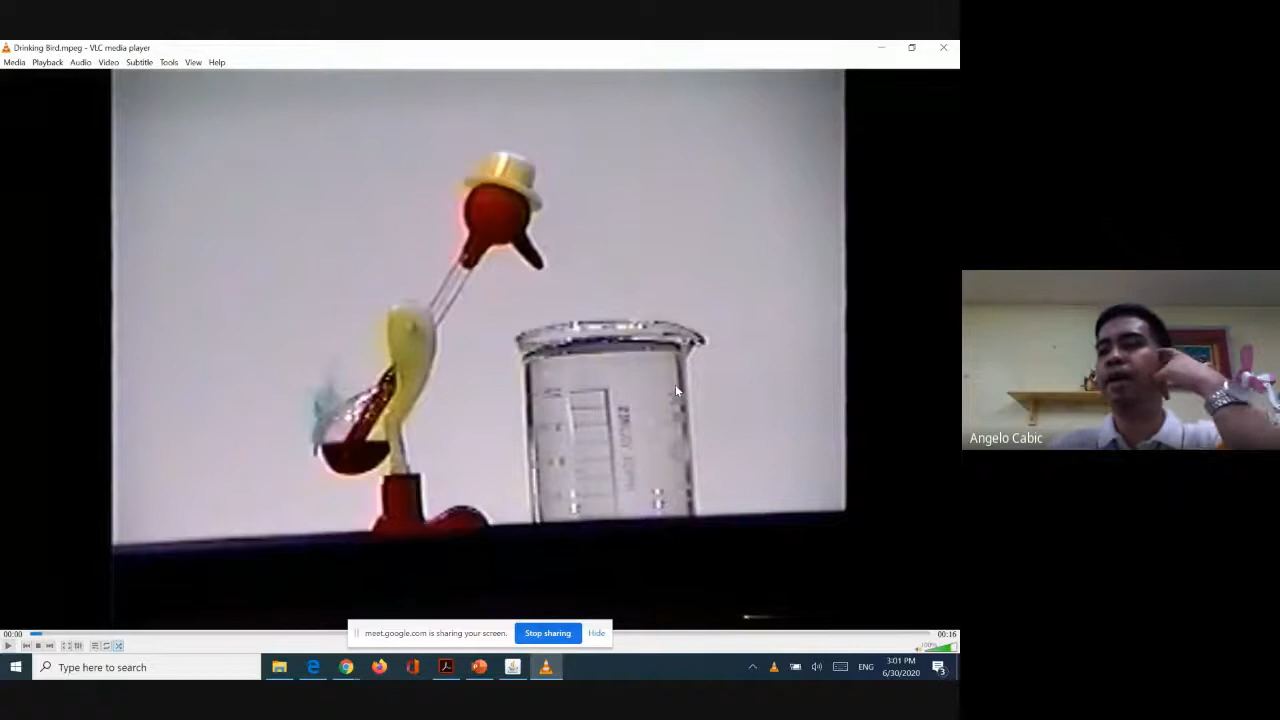 Drinking Bird.mpeg - VLC media player
Media Playback Audio Video Subtitle Tools View Help
Angelo Cabic
meet.google.com is sharing your screen. Stop sharing Hide
00:00
00:16
100%
Type here to search
ENG
3:01 PM
6/30/2020
3